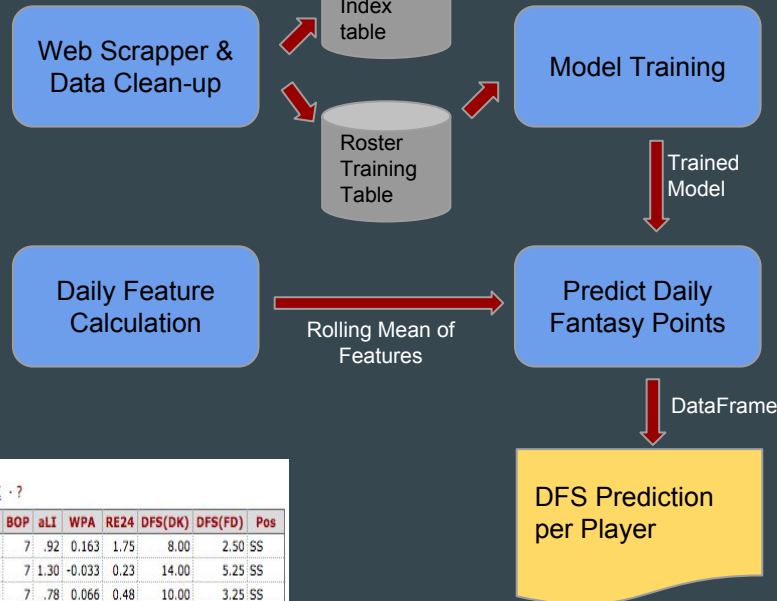 Index
table
Web Scrapper &
Data Clean-up
Model Training
Roster
Training
Table
Trained
Model
Daily Feature
Calculation
Rolling Mean of
Features
Predict Daily
Fantasy Points
DataFrame
DFS Prediction
per Player
· ?
BOP aLI WPA RE24 DFS(DK) DFS(FD) Pos
7 .92 0.163 1.75 8.00 2.50 SS
7 1.30 -0.033 0.23 14.00 5.25 SS
7 .78 0.066 0.48 10.00 3.25 SS